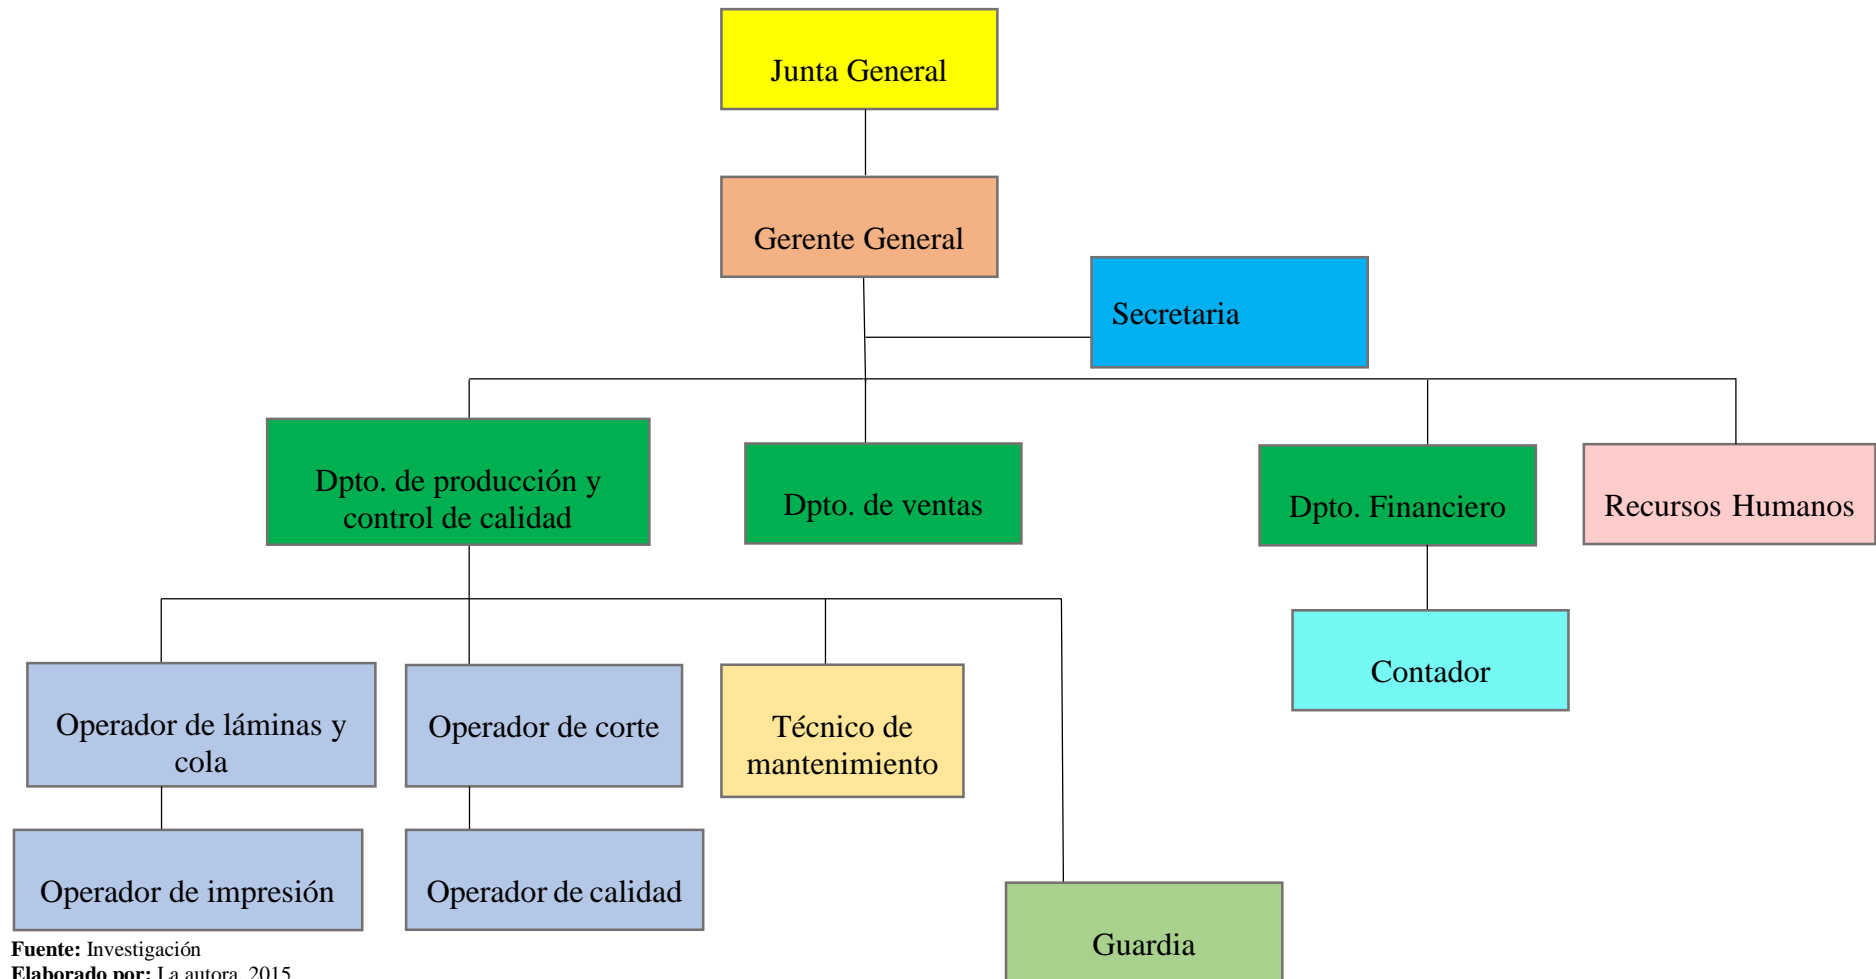 Junta General
Gerente General
Secretaria
Dpto. de producción y
control de calidad
Dpto. de ventas
Dpto. Financiero
Recursos Humanos
Contador
Operador de láminas y
cola
Operador de corte
Técnico de
mantenimiento
Operador de impresión
Operador de calidad
Guardia
Fuente: Investigación
Elaborado por: La autora, 2015